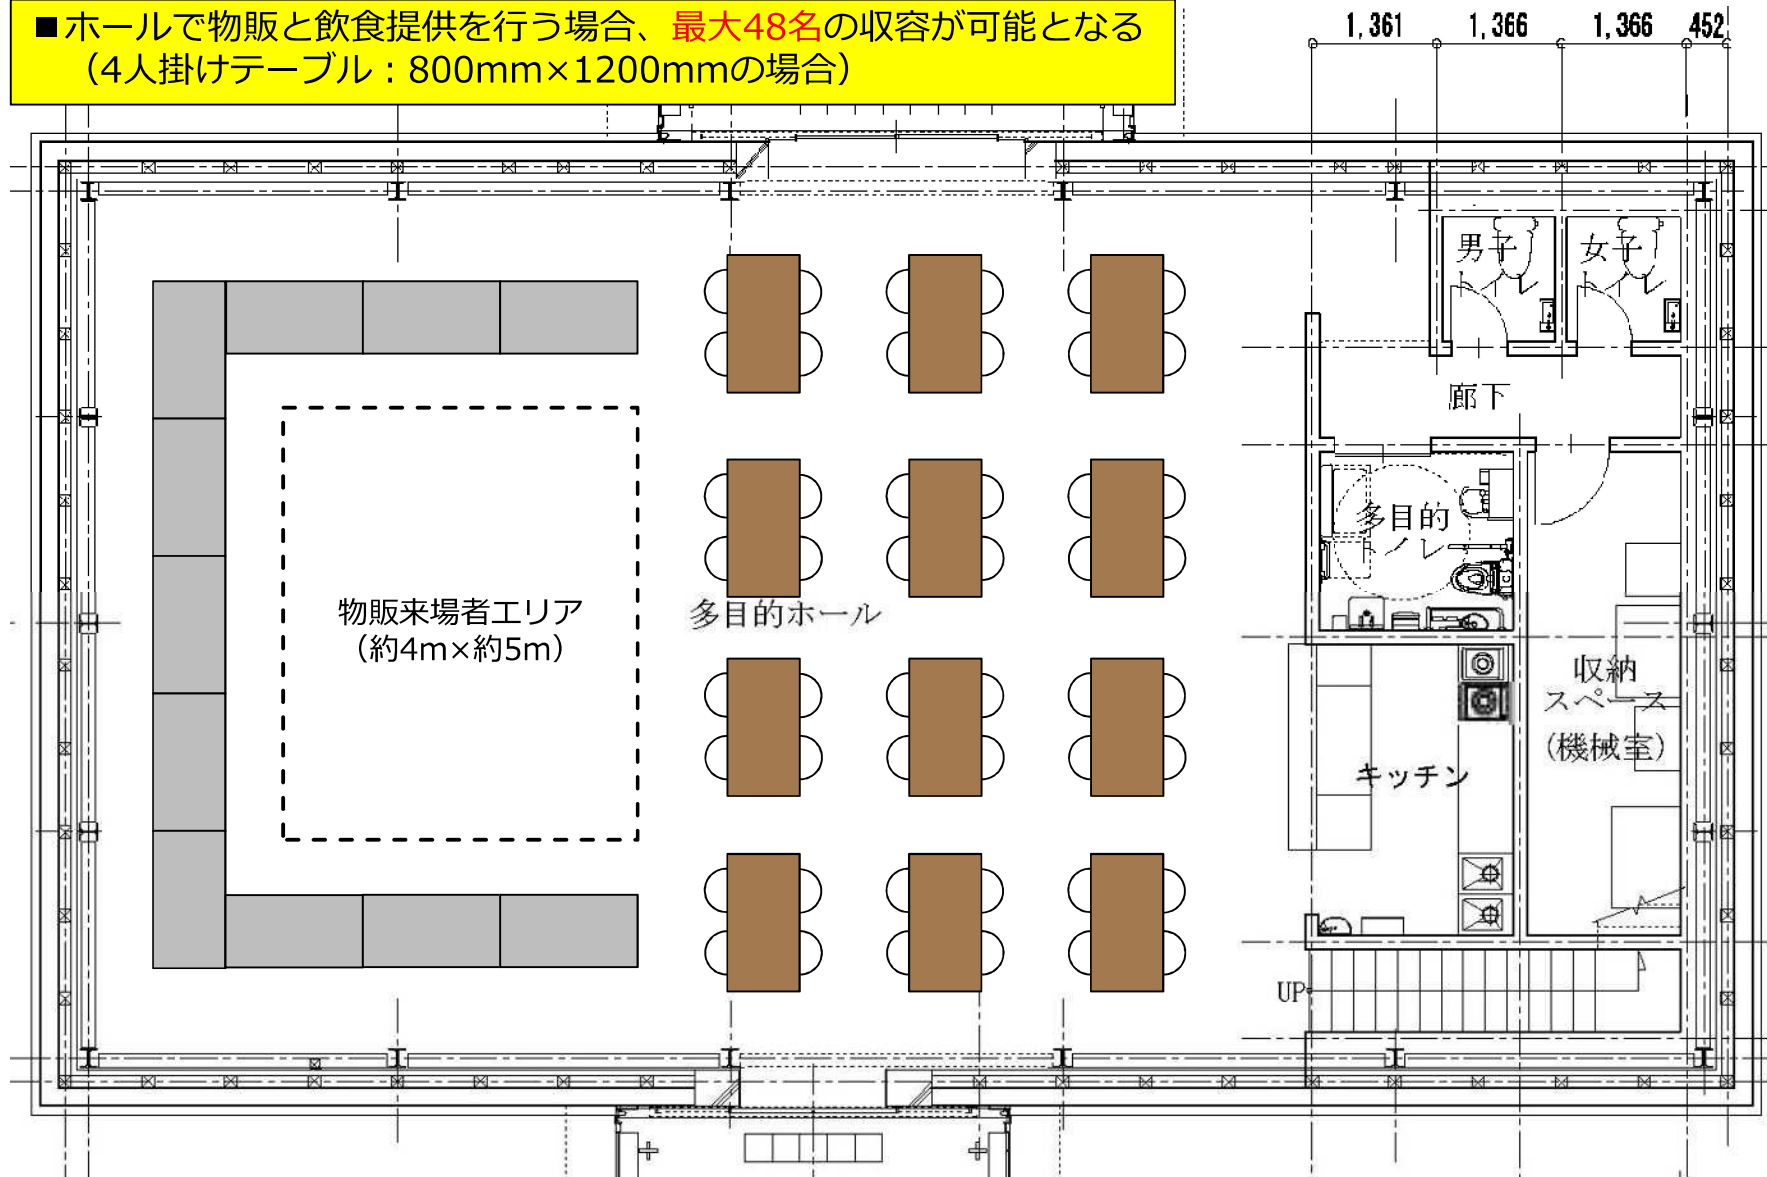 ■ホールで物販と飲食提供を行う場合、最大48名の収容が可能となる
（4人掛けテーブル：800mm×1200mmの場合）
1,361 1,366 1,366 452
男子
トイレ
女子
トイレ
廊下
多目的
トイレ
物販来場者エリア
（約4m×約5m）
多目的ホール
収納
スペース
(機械室)
キッチン
UP